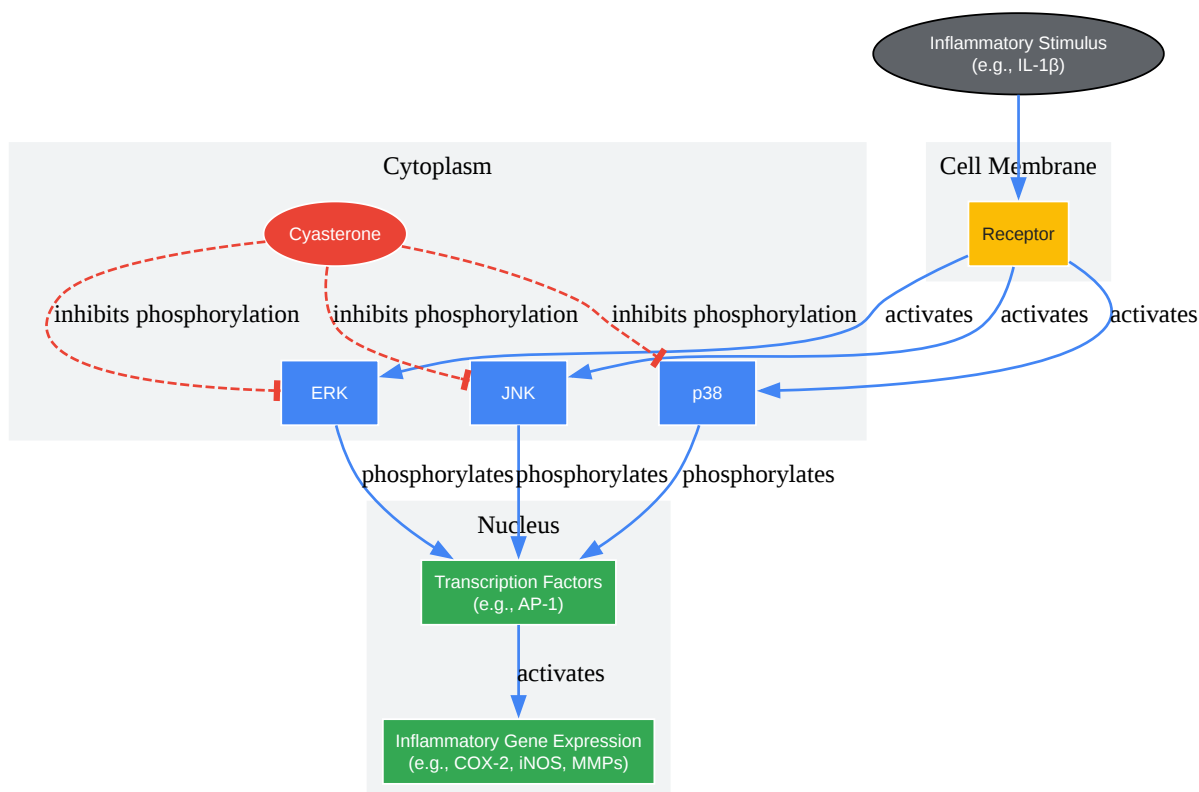 Inflammatory Stimulus
(e.g., IL-1β)
Cytoplasm
Cell Membrane
Cyasterone
Receptor
inhibits phosphorylation
inhibits phosphorylation
inhibits phosphorylation
activates
activates
activates
ERK
JNK
p38
phosphorylates
phosphorylates
phosphorylates
Nucleus
Transcription Factors
(e.g., AP-1)
activates
Inflammatory Gene Expression
(e.g., COX-2, iNOS, MMPs)